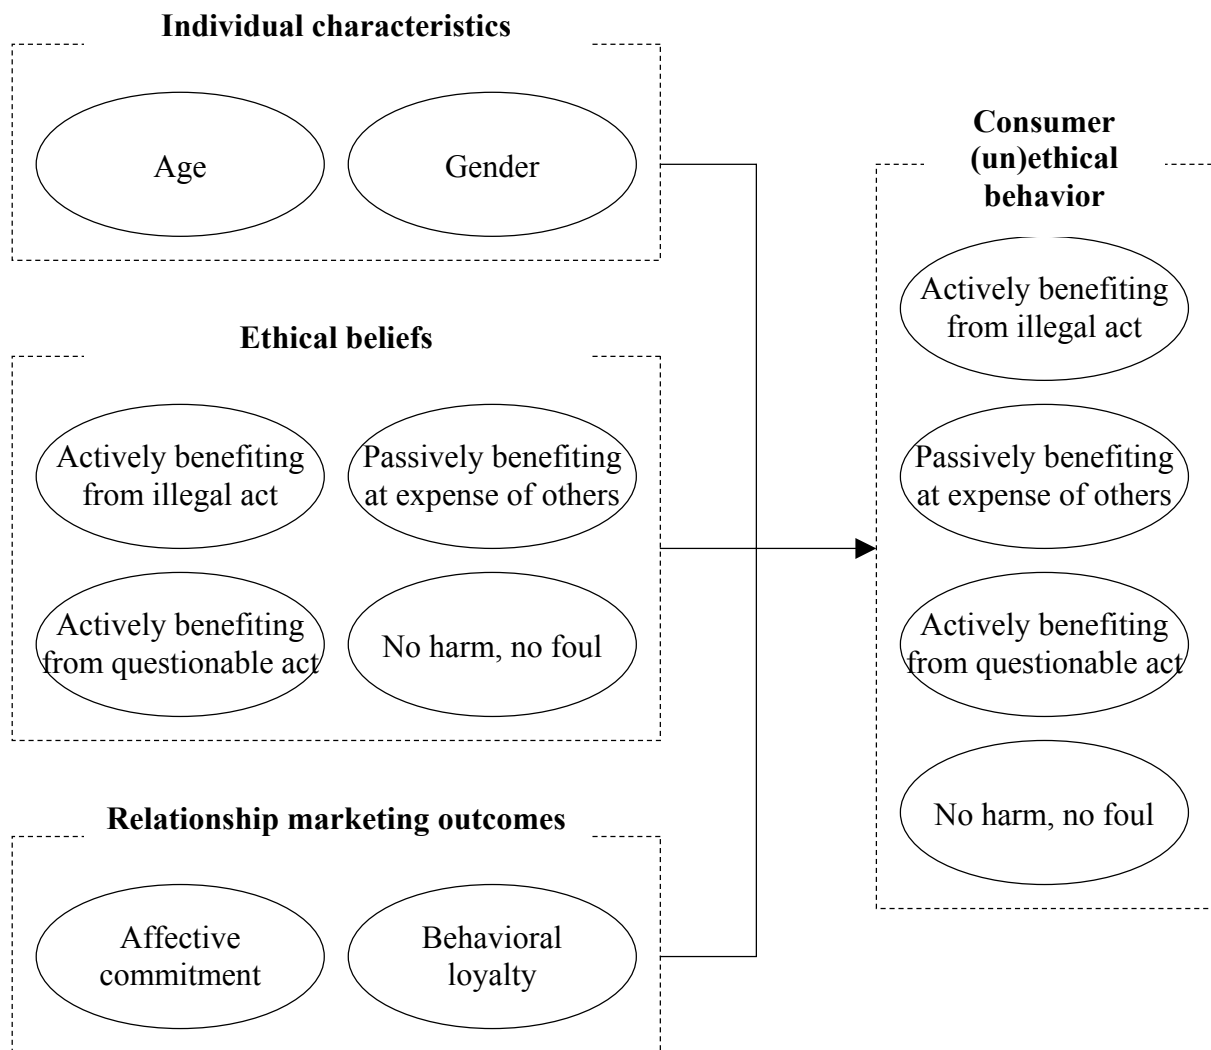 Individual characteristics
Age
Gender
Ethical beliefs
Actively benefiting
from illegal act
Passively benefiting
at expense of others
Actively benefiting
from questionable act
No harm, no foul
Relationship marketing outcomes
Affective
commitment
Behavioral
loyalty
Consumer
(un)ethical
behavior
Actively benefiting
from illegal act
Passively benefiting
at expense of others
Actively benefiting
from questionable act
No harm, no foul